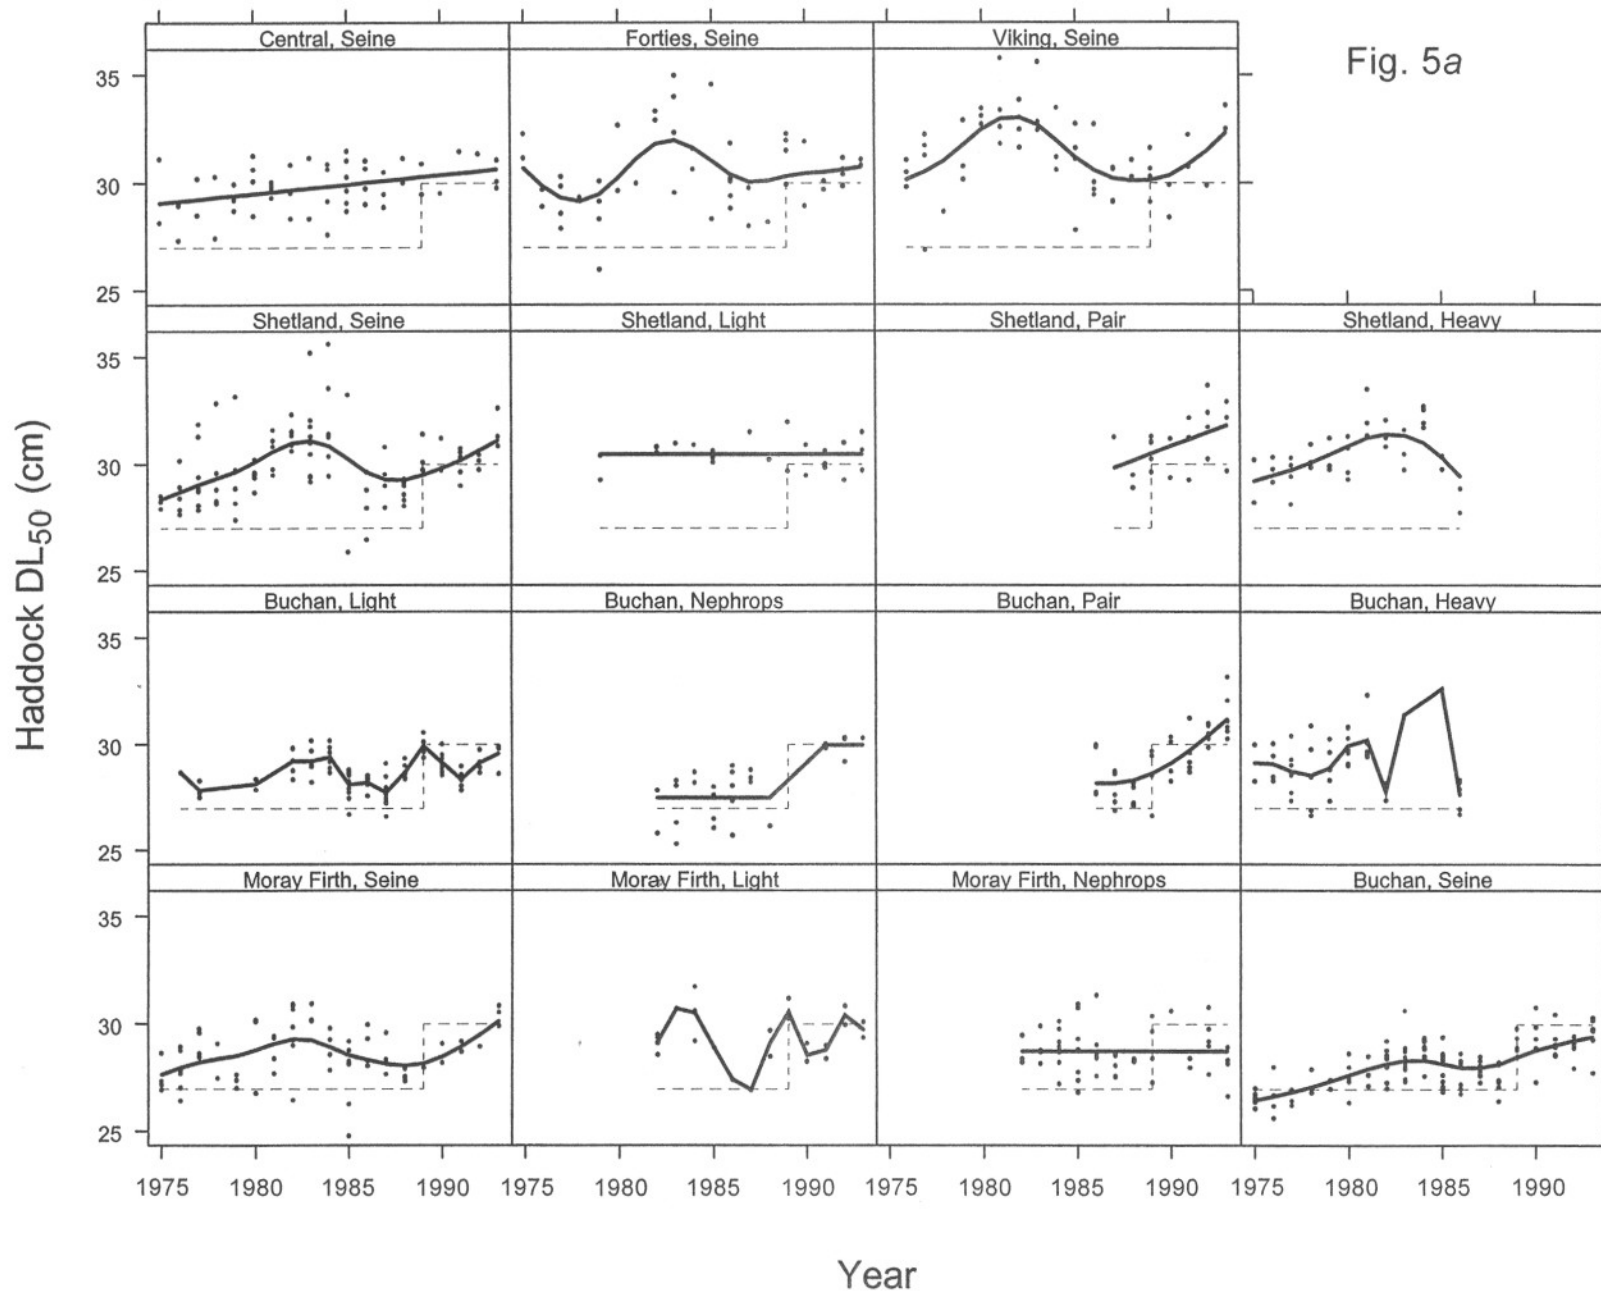 Fig. 5a
Central, Seine
Forties, Seine
Viking, Seine
35
30
25
Shetland, Seine
Shetland, Light
Shetland, Pair
Shetland, Heavy
35
30
25
Buchan, Light
Buchan, Nephrops
Buchan, Pair
Buchan, Heavy
35
30
25
Moray Firth, Seine
Moray Firth, Light
Moray Firth, Nephrops
Buchan, Seine
35
30
25
1975 1980 1985 1990 1975 1980 1985 1990 1975 1980 1985 1990 1975 1980 1985 1990
Year
Haddock DL50 (cm)